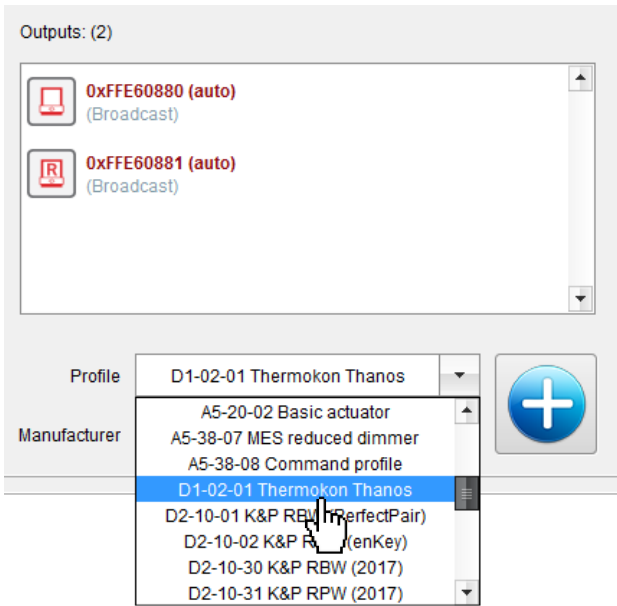 Outputs: (2)
0xFFE60880 (auto)
(Broadcast)
R
0xFFE60881 (auto)
(Broadcast)
Profile
D1-02-01 Thermokon Thanos
Manufacturer
A5-20-02 Basic actuator
A5-38-07 MES reduced dimmer
A5-38-08 Command profile
D1-02-01 Thermokon Thanos
D2-10-01 K&P RBW (PerfectPair)
D2-10-02 K&P (enKey)
D2-10-30 K&P RBW (2017)
D2-10-31 K&P RPW (2017)